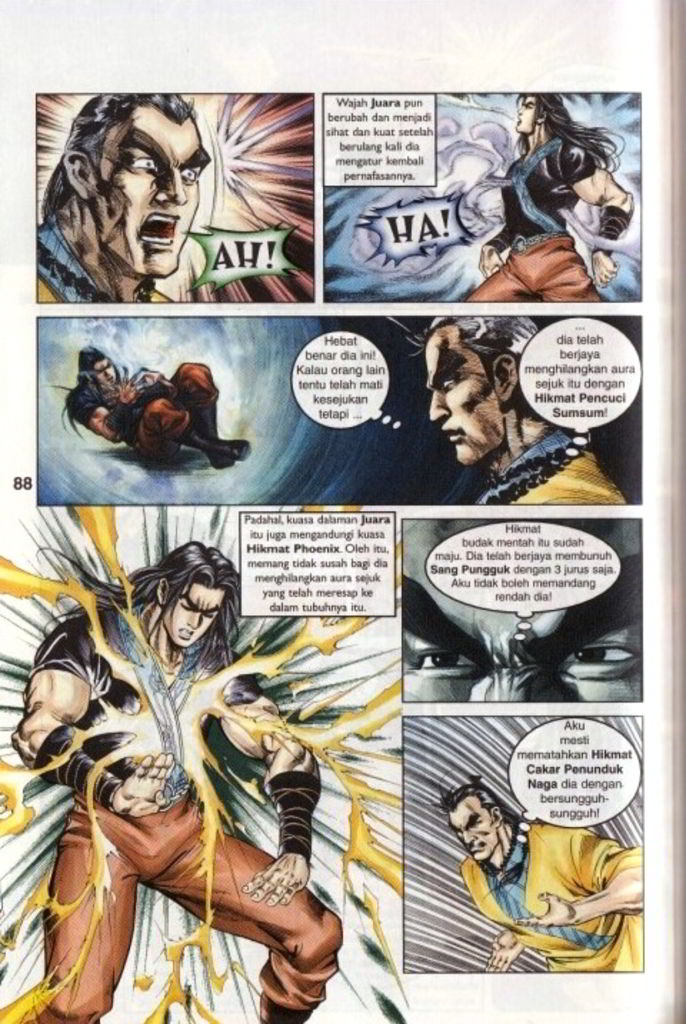 AH!
Wajah Juara pun
berubah dan menjadi
sihat dan kuat setelah
berulang kali dia
mengatur kembali
pernafasannya.
HA!
Hebat
benar dia ini!
Kalau orang lain
tentu telah mati
kesejukan
tetapi ...
... dia telah
berjaya
menghilangkan aura
sejuk itu dengan
Hikmat Pencuci
Sumsum!
88
Padahal, kuasa dalaman Juara
itu juga mengandungi kuasa
Hikmat Phoenix. Oleh itu,
memang tidak susah bagi dia
menghilangkan aura sejuk
yang telah meresap ke
dalam tubuhnya itu.
Hikmat
budak mentah itu sudah
maju. Dia telah berjaya membunuh
Sang Pungguk dengan 3 jurus saja.
Aku tidak boleh memandang
rendah dia!
Aku
mesti
mematahkan Hikmat
Cakar Penunduk
Naga dia dengan
bersungguh-
sungguh!